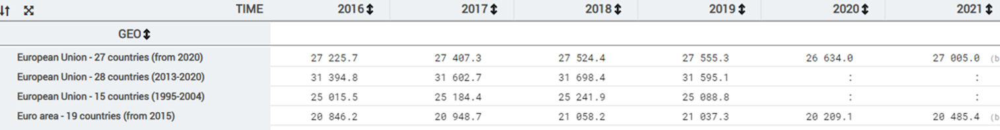 TIME 2016 2017 2018 2019 2020 2021
GEO
European Union - 27 countries (from 2020) 27 225.7 27 407.3 27 524.4 27 555.3 26 634.0 27 005.0 (b
European Union - 28 countries (2013-2020) 31 394.8 31 602.7 31 698.4 31 595.1 : :
European Union - 15 countries (1995-2004) 25 015.5 25 184.4 25 241.9 25 088.8 : :
Euro area - 19 countries (from 2015) 20 846.2 20 948.7 21 058.2 21 037.3 20 209.1 20 485.4 (b